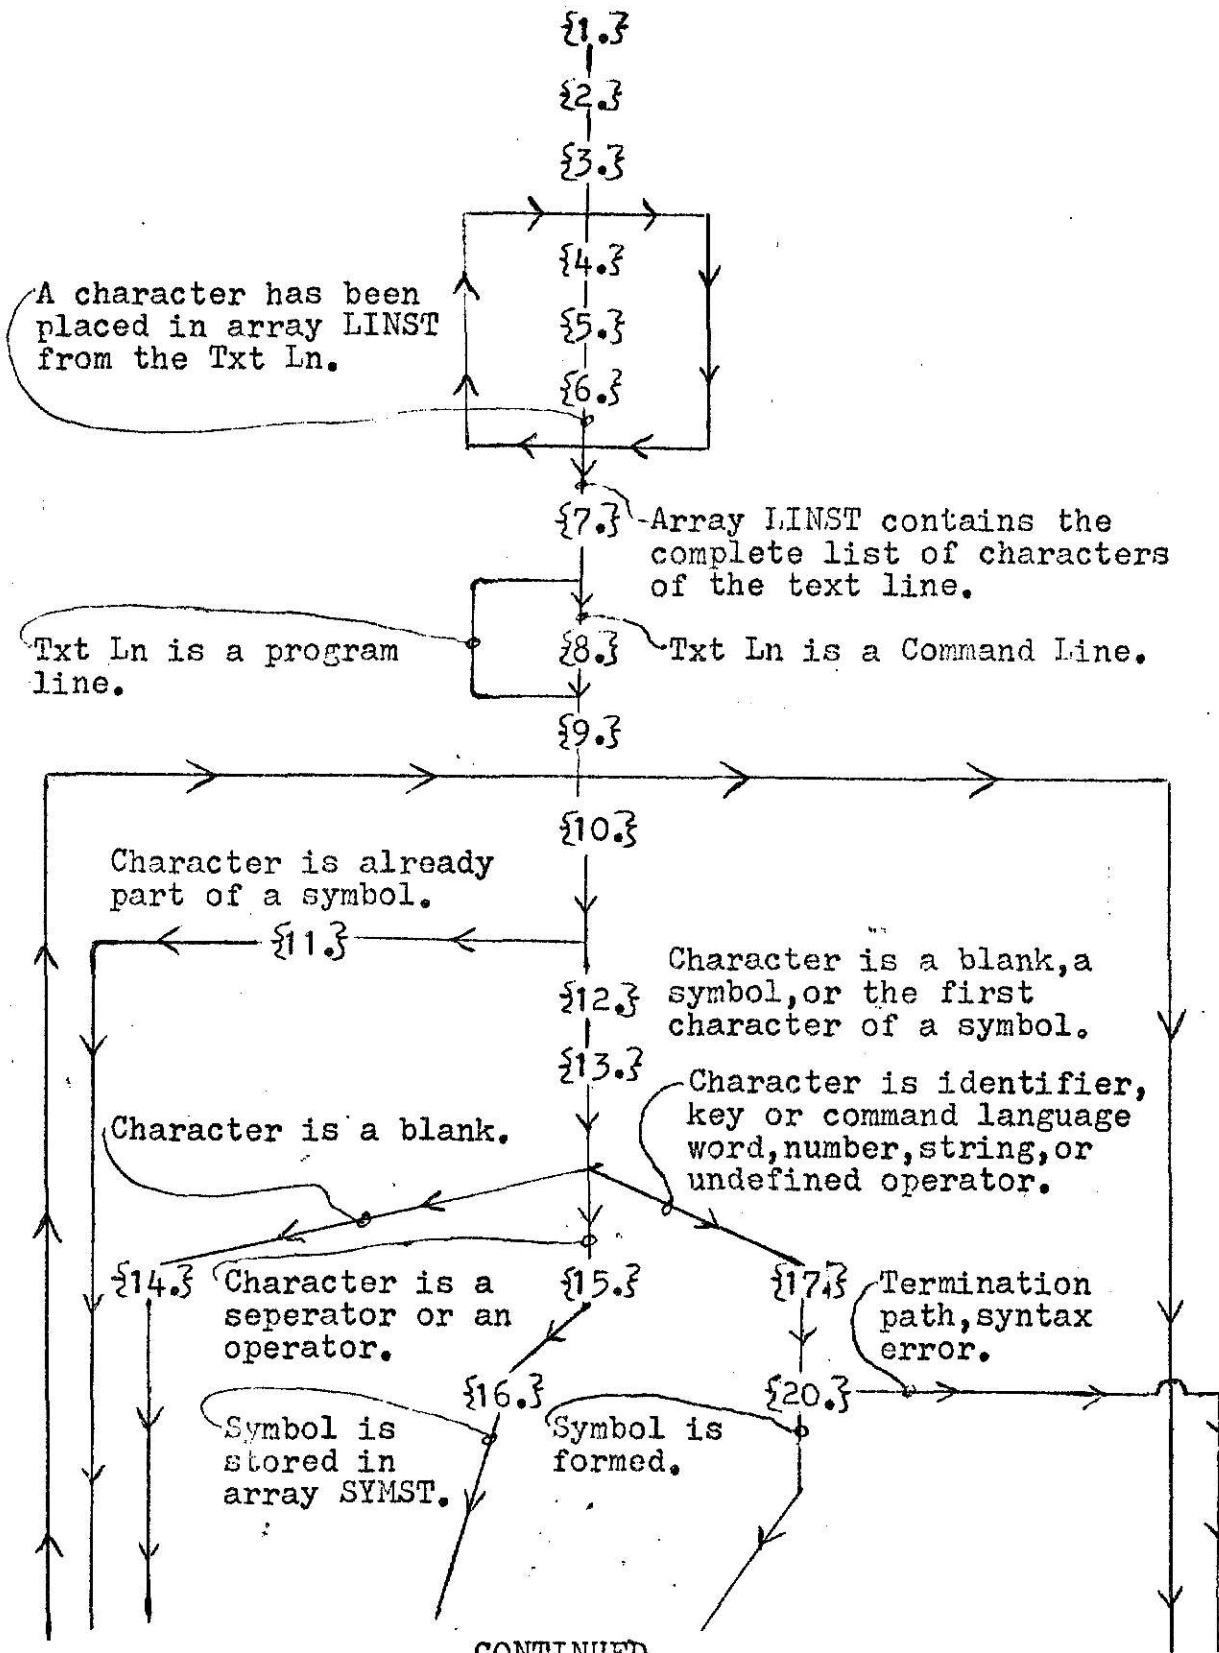 {1.}
{2.}
{3.}
{4.}
A character has been
placed in array LINST
from the Txt Ln.
{5.}
{6.}
{7.}
Array LINST contains the
complete list of characters
of the text line.
Txt Ln is a program
line.
{8.}
Txt Ln is a Command Line.
{9.}
{10.}
Character is already
part of a symbol.
{11.}
{12.}
Character is a blank,a
symbol,or the first
character of a symbol.
{13.}
Character is identifier,
key or command language
word,number,string,or
undefined operator.
Character is a blank.
{14.}
Character is a
seperator or an
operator.
{15.}
{17.}
Termination
path,syntax
error.
{16.}
{20.}
Symbol is
stored in
array SYMST.
Symbol is
formed.
CONTINUED